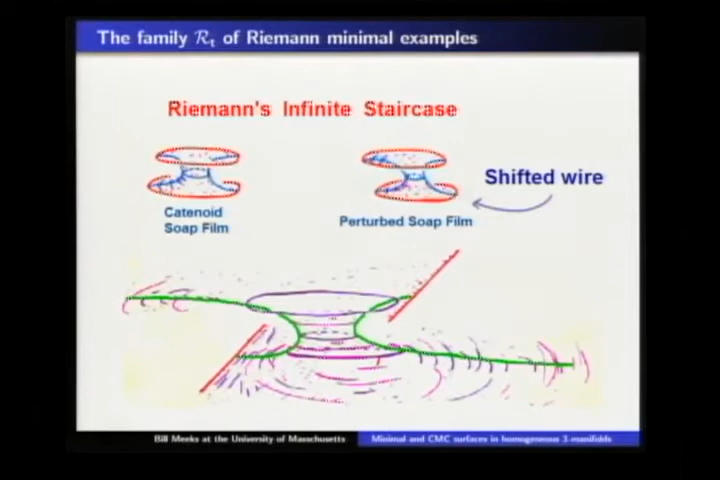 The family ℛt of Riemann minimal examples
Riemann's Infinite Staircase
Catenoid
Soap Film
Perturbed Soap Film
Shifted wire
Bill Meeks at the University of Massachusetts
Minimal and CMC surfaces in homogeneous 3-manifolds